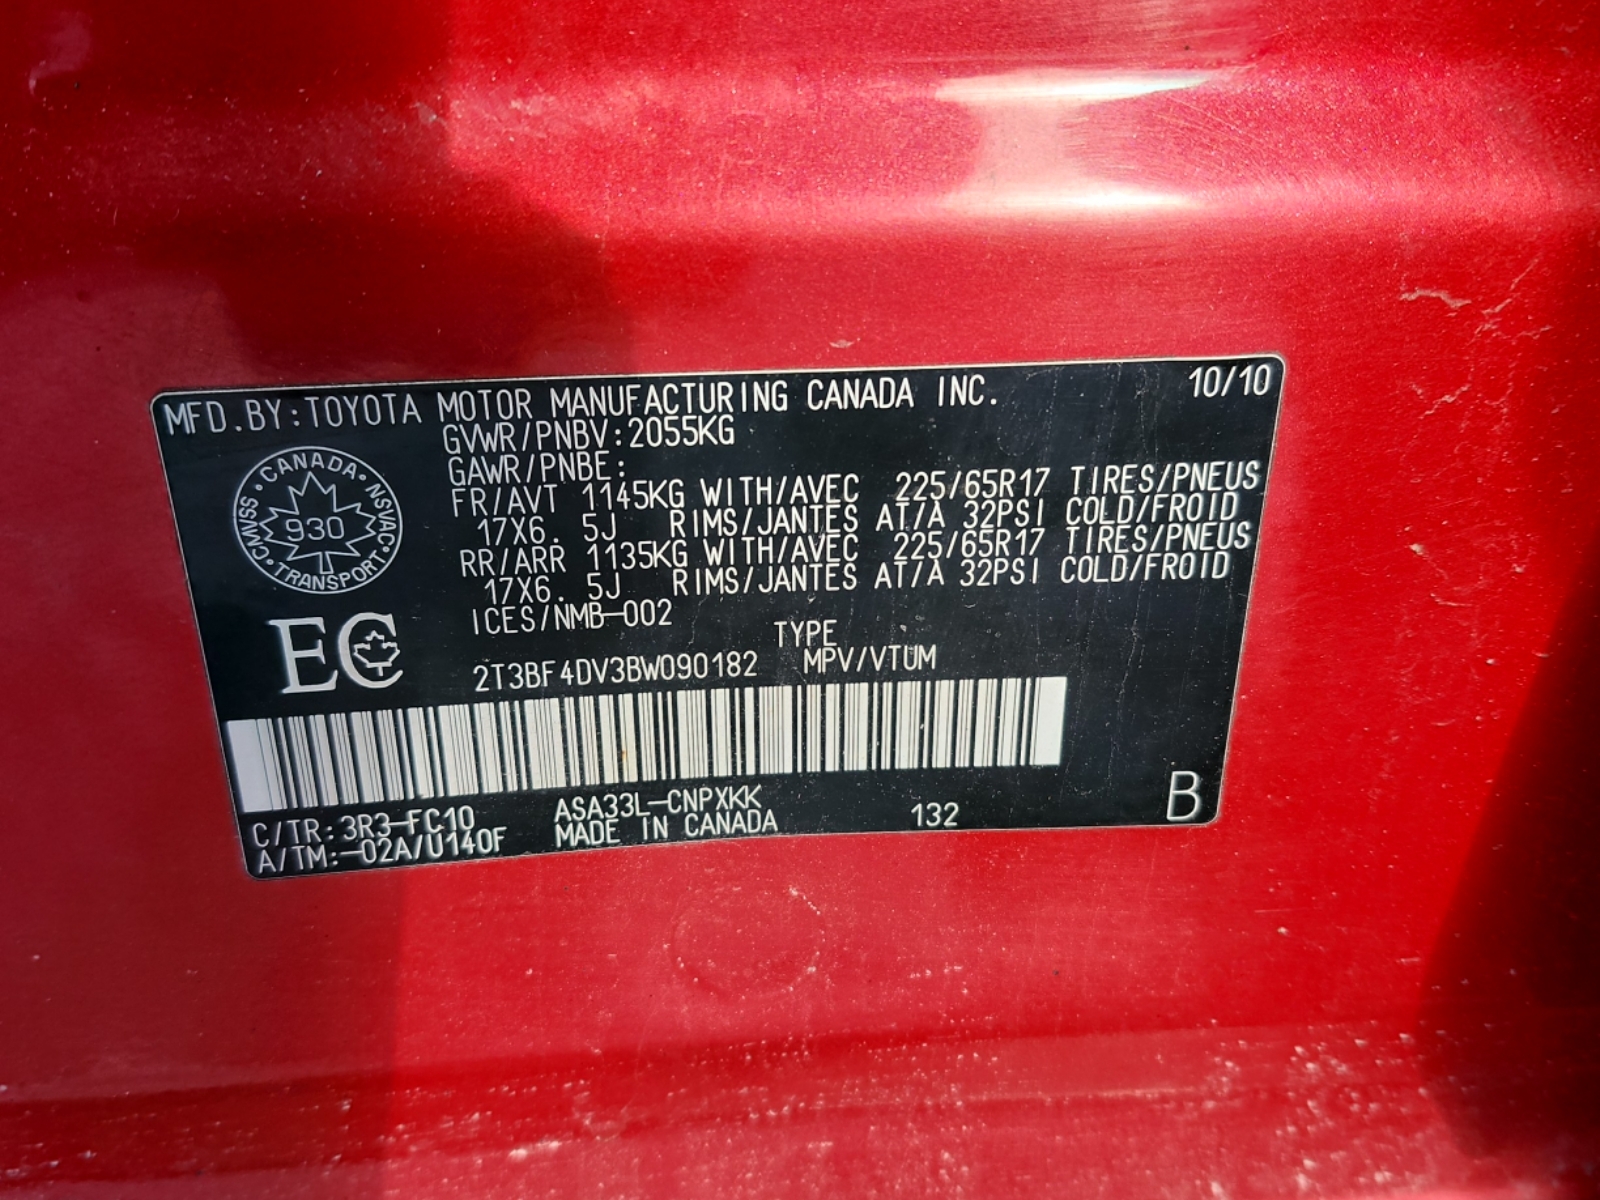 MFD.BY:TOYOTA MOTOR MANUFACTURING CANADA INC. 10/10
GVWR/PNBV:2055KG
GAWR/PNBE:
FR/AVT 1145KG WITH/AVEC 225/65R17 TIRES/PNEUS
17X6. 5J RIMS/JANTES AT/A 32PSI COLD/FROID
RR/ARR 1135KG WITH/AVEC 225/65R17 TIRES/PNEUS
17X6. 5J RIMS/JANTES AT/A 32PSI COLD/FROID
ICES/NMB-002
CANADA
CMVSS NSVAC
930
TRANSPORT
EC
TYPE
2T3BF4DV3BW090182 MPV/VTUM
C/TR:3R3-FC10 ASA33L-CNPXKK 132 B
A/TM:-02A/U140F MADE IN CANADA